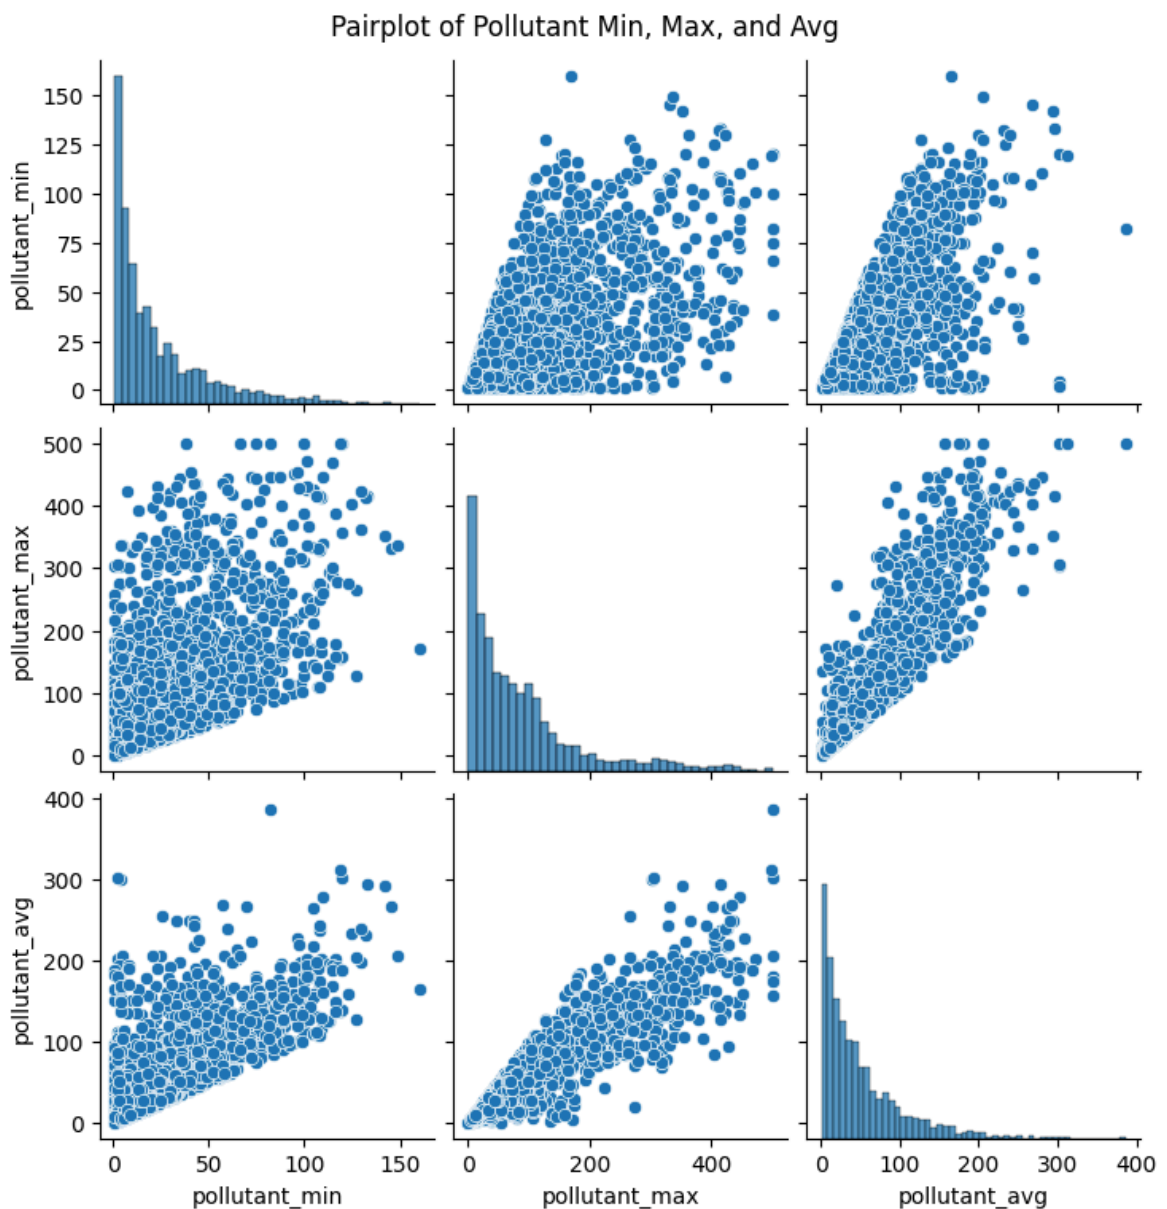 Pairplot of Pollutant Min, Max, and Avg
pollutant_min
150
125
100
75
50
25
0
pollutant_max
500
400
300
200
100
0
pollutant_avg
400
300
200
100
0
0 50 100 150
0 200 400
0 100 200 300 400
pollutant_min
pollutant_max
pollutant_avg